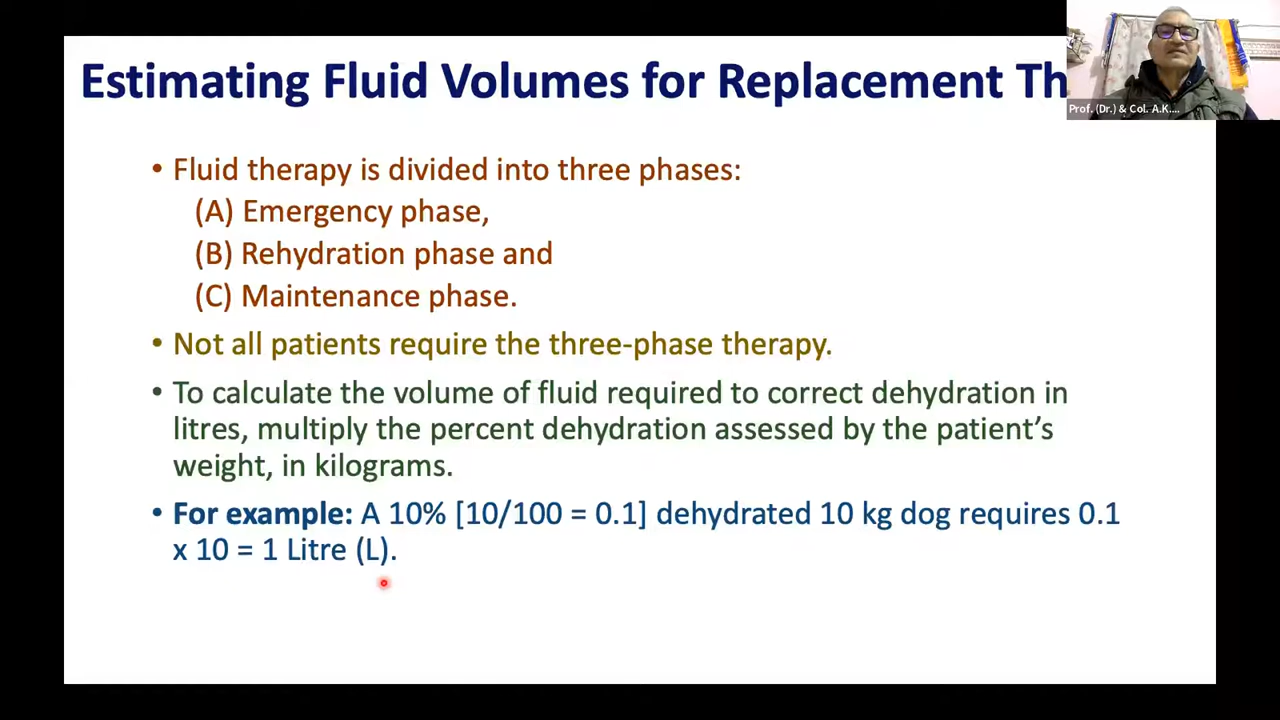 Estimating Fluid Volumes for Replacement
Prof. (Dr.) & Col. A.K....
• Fluid therapy is divided into three phases:
(A) Emergency phase,
(B) Rehydration phase and
(C) Maintenance phase.
• Not all patients require the three-phase therapy.
• To calculate the volume of fluid required to correct dehydration in
litres, multiply the percent dehydration assessed by the patient’s
weight, in kilograms.
• For example: A 10% [10/100 = 0.1] dehydrated 10 kg dog requires 0.1
x 10 = 1 Litre (L).